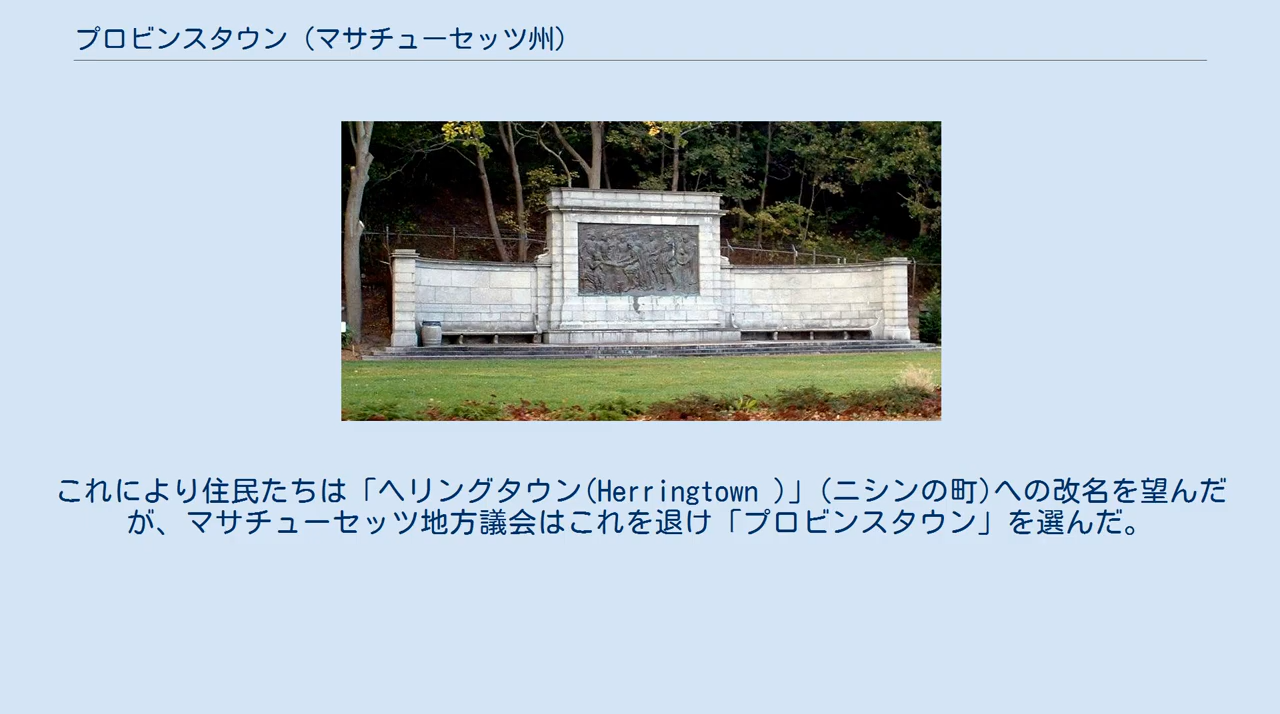 プロビンスタウン (マサチューセッツ州)
これにより住民たちは「ヘリングタウン(Herringtown )」(ニシンの町)への改名を望んだ
が、マサチューセッツ地方議会はこれを退け「プロビンスタウン」を選んだ。